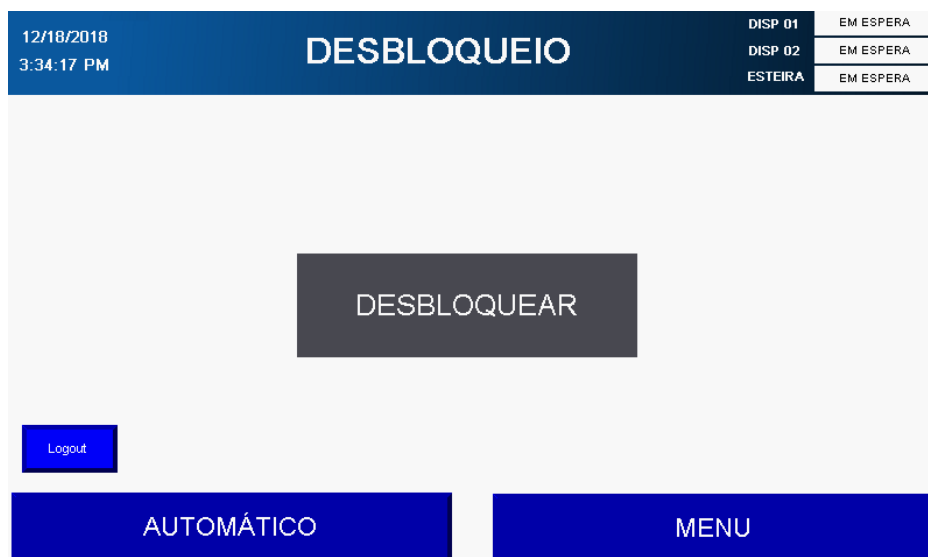 12/18/2018
3:34:17 PM
DESBLOQUEIO
DISP 01 EM ESPERA
DISP 02 EM ESPERA
ESTEIRA EM ESPERA
DESBLOQUEAR
Logout
AUTOMÁTICO MENU